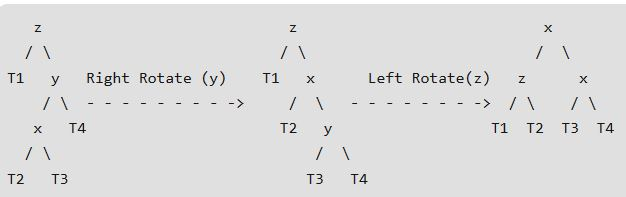 z                                z                               x
  / \                              / \                            /  \
T1   y   Right Rotate (y)        T1   x      Left Rotate(z)     z      x
    / \  - - - - - - - - ->          /  \   - - - - - - - ->  / \    / \
   x   T4                           T2   y                  T1  T2  T3  T4
  / \                                   /  \
T2   T3                                T3   T4